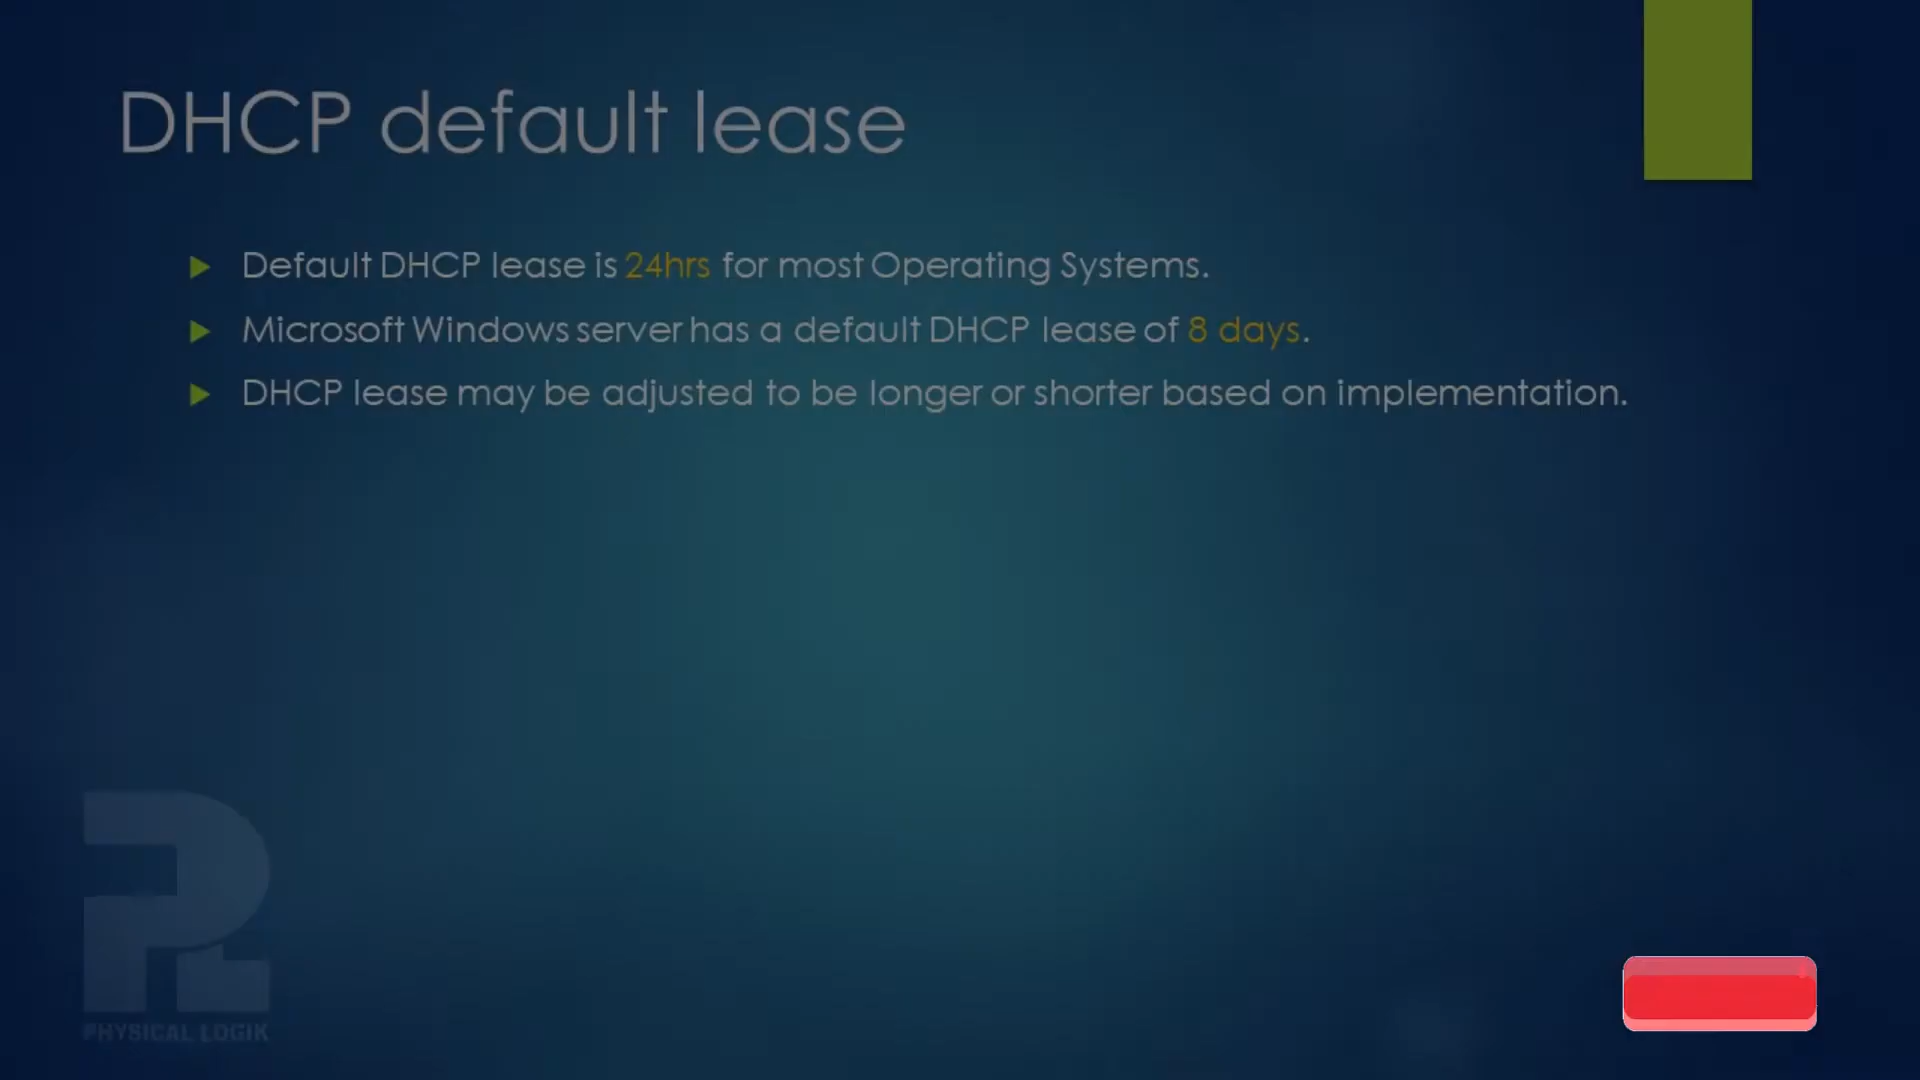 DHCP default lease
Default DHCP lease is 24hrs for most Operating Systems.
Microsoft Windows server has a default DHCP lease of 8 days.
DHCP lease may be adjusted to be longer or shorter based on implementation.
PHYSICAL LOGIK